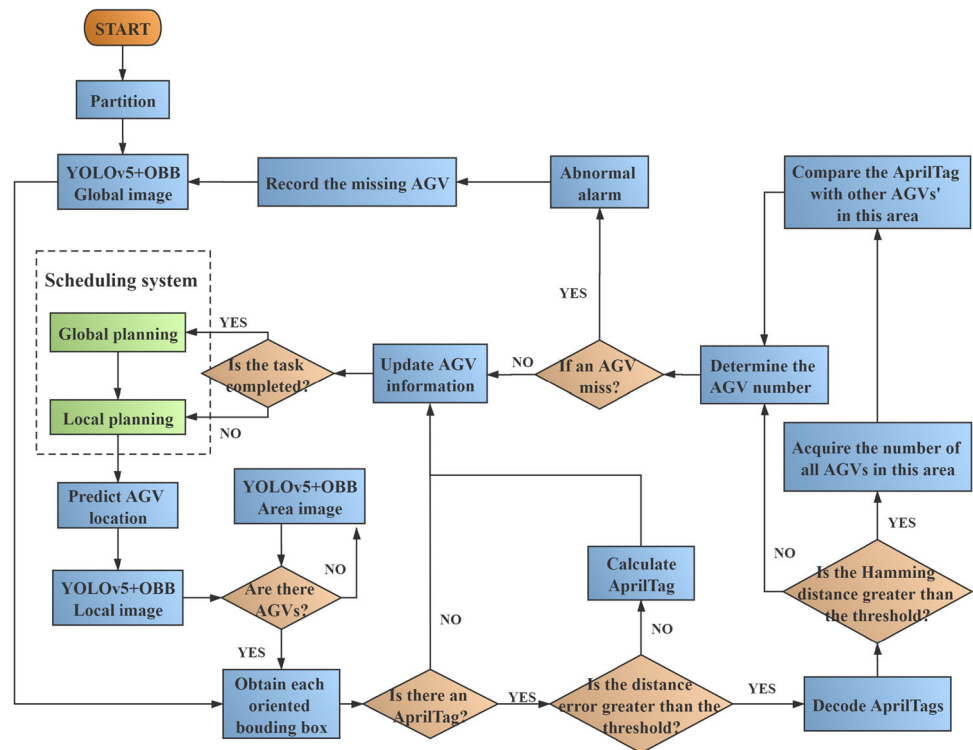 START
Partition
YOLOv5+OBB
Global image
Record the missing AGV
Abnormal
alarm
Compare the AprilTag
with other AGVs'
in this area
Scheduling system
Global planning
Local planning
YES
Is the task
completed?
NO
Update AGV
information
NO
YES
If an AGV
miss?
Determine the
AGV number
Acquire the number of
all AGVs in this area
YES
NO
Is the Hamming
distance greater than
the threshold?
Predict AGV
location
YOLOv5+OBB
Local image
YOLOv5+OBB
Area image
NO
Are there
AGVs?
YES
Calculate
AprilTag
NO
NO
Obtain each
oriented
bouding box
Is there an
AprilTag?
YES
Is the distance
error greater than the
threshold?
YES
Decode AprilTags